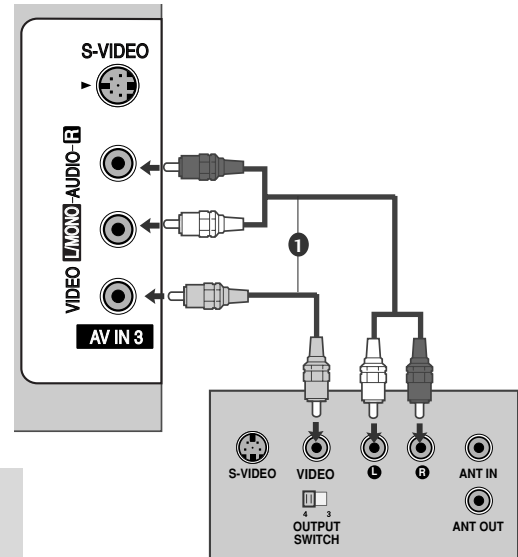 S-VIDEO
VIDEO L/MONO-AUDIO-R
AV IN 3
1
S-VIDEO VIDEO L R ANT IN
4 3
OUTPUT SWITCH
ANT OUT